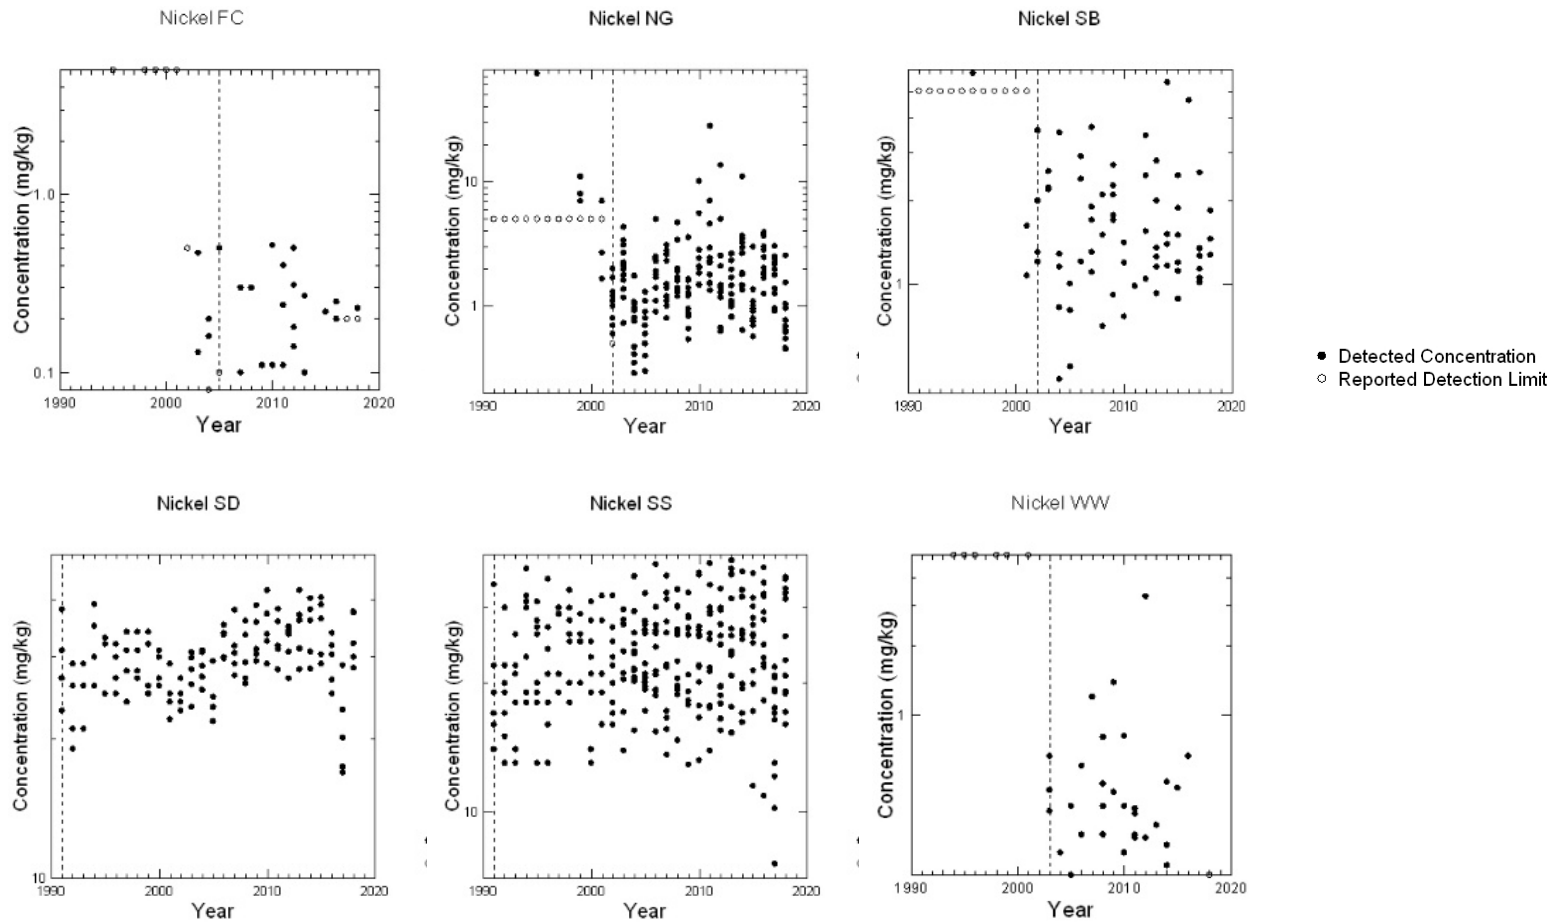 Nickel FC
Nickel NG
Nickel SB
Concentration (mg/kg)
1.0
0.1
1990
2000
2010
2020
Year
Concentration (mg/kg)
10
1
1990
2000
2010
2020
Year
Concentration (mg/kg)
1
1990
2000
2010
2020
Year
Detected Concentration
Reported Detection Limit
Nickel SD
Nickel SS
Nickel WW
Concentration (mg/kg)
10
1990
2000
2010
2020
Year
Concentration (mg/kg)
10
1990
2000
2010
2020
Year
Concentration (mg/kg)
1
1990
2000
2010
2020
Year